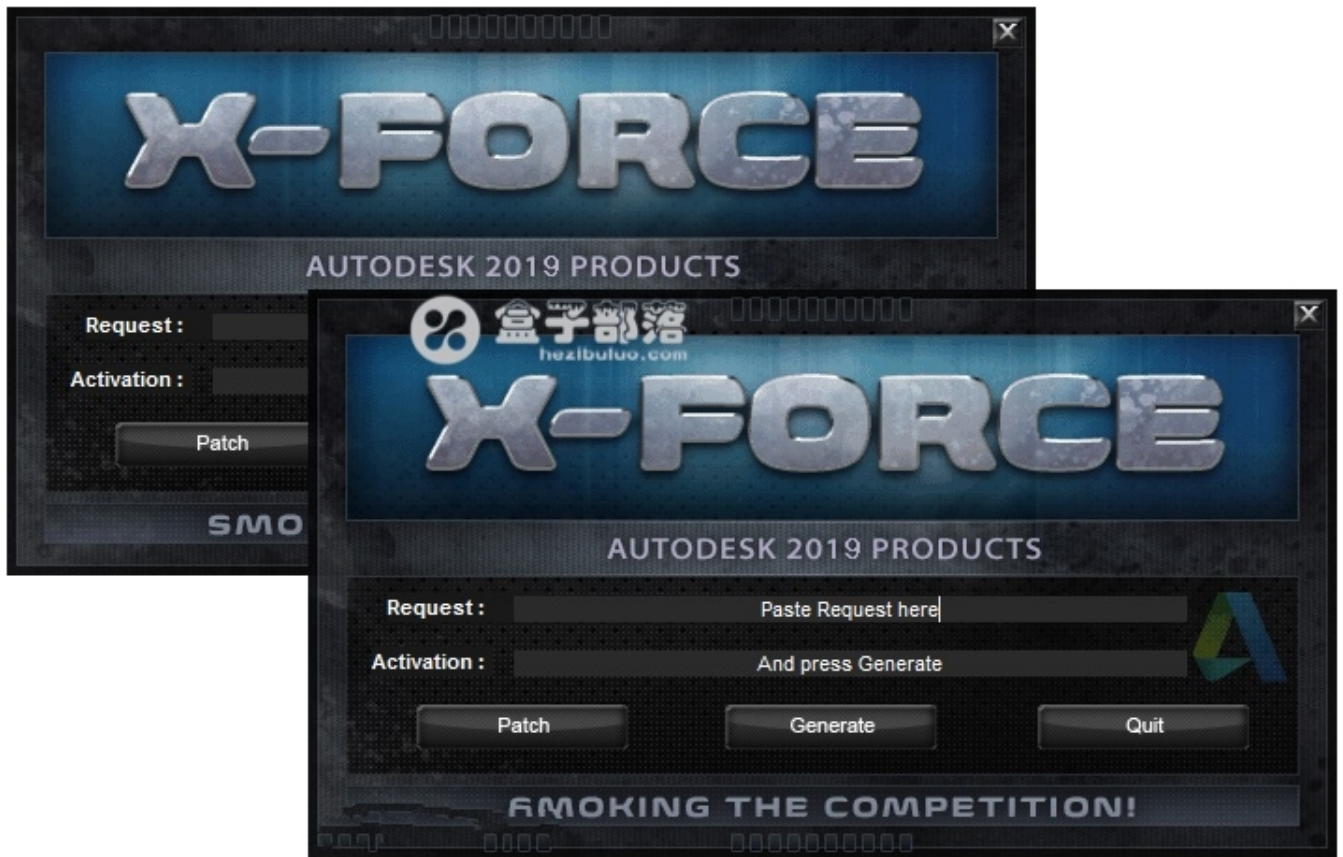 X-FORCE
AUTODESK 2019 PRODUCTS
Request :
Activation :
Patch
SMO
盒子部落
hezibuluo.com
X-FORCE
AUTODESK 2019 PRODUCTS
Request :
Paste Request here
Activation :
And press Generate
Patch
Generate
Quit
SMOKING THE COMPETITION!